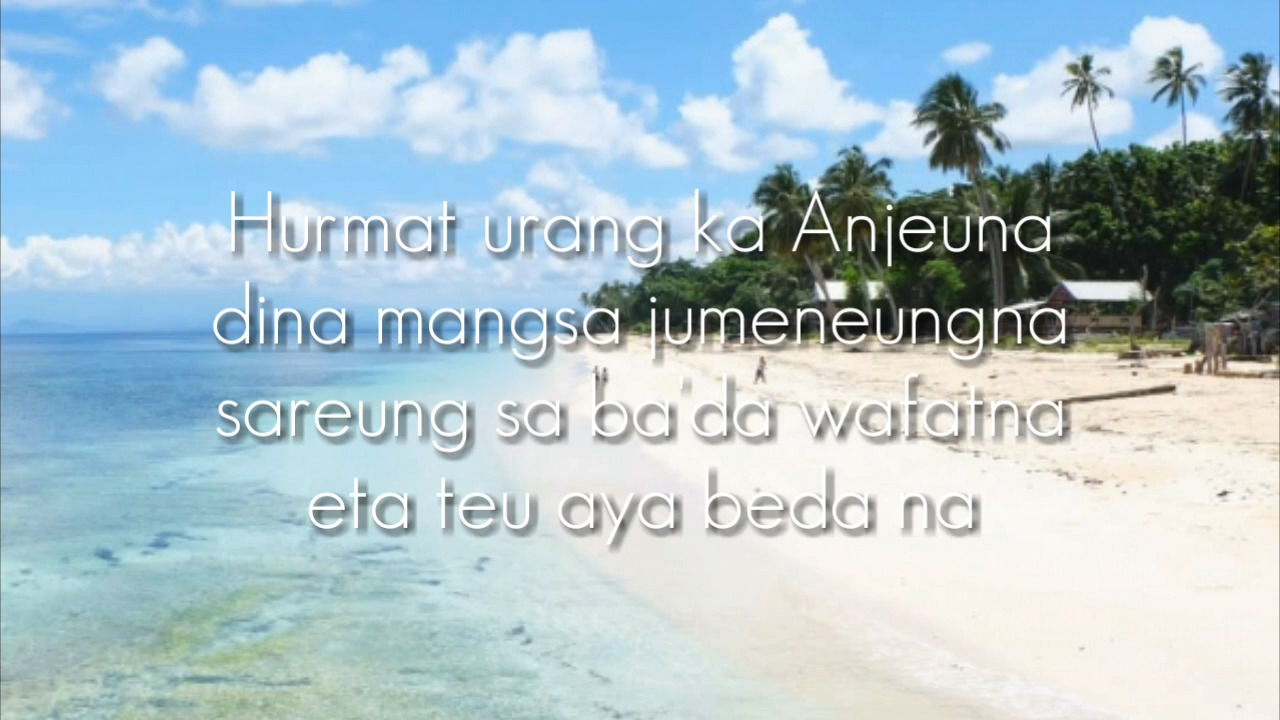 Hurmat urang ka Anjeuna
dina mangsa jumeneungna
sareung sa ba'da wafatna
eta teu aya beda na